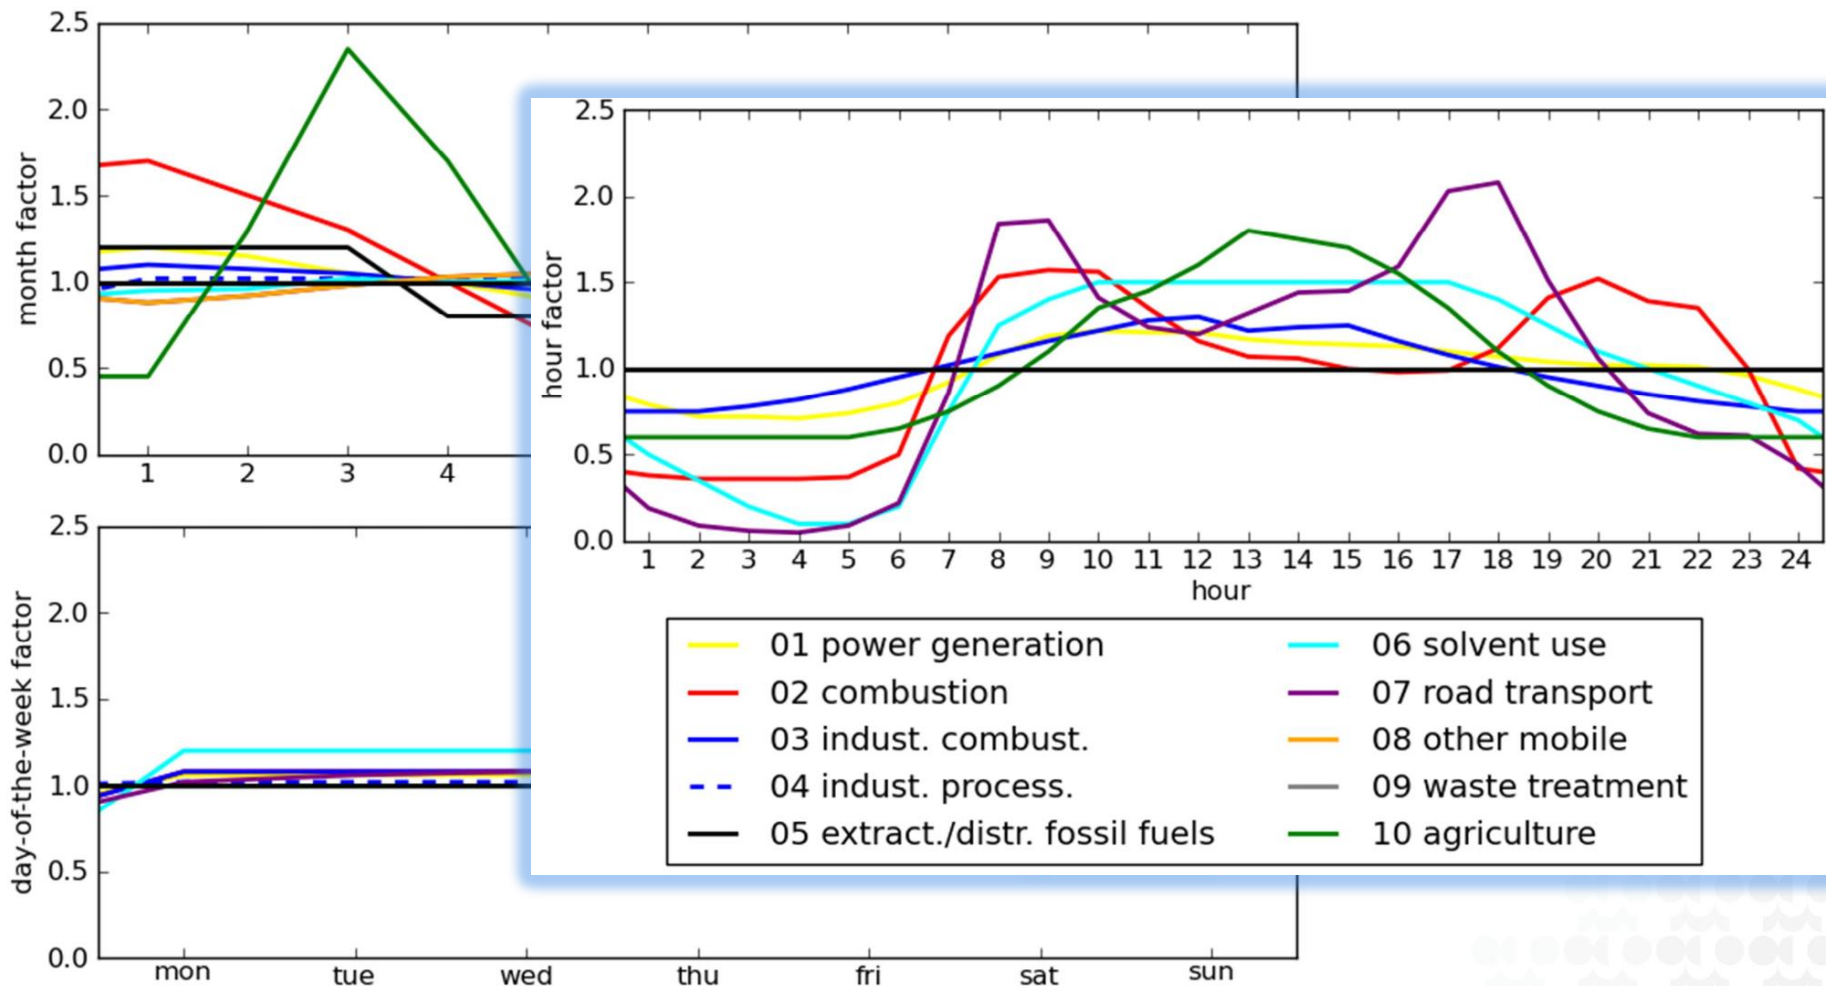 2.5
2.0
1.5
1.0
0.5
0.0
month factor
1 2 3 4
2.5
2.0
1.5
1.0
0.5
0.0
hour factor
1 2 3 4 5 6 7 8 9 10 11 12 13 14 15 16 17 18 19 20 21 22 23 24
hour
01 power generation
02 combustion
03 indust. combust.
04 indust. process.
05 extract./distr. fossil fuels
06 solvent use
07 road transport
08 other mobile
09 waste treatment
10 agriculture
2.5
2.0
1.5
1.0
0.5
0.0
day-of-the-week factor
mon tue wed thu fri sat sun